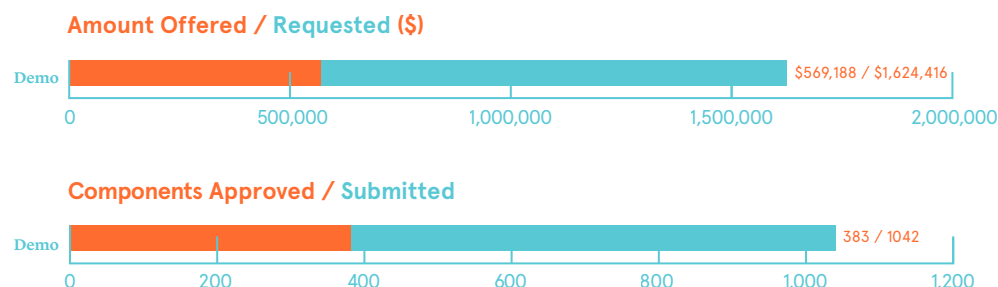 Amount Offered / Requested ($)
Demo
$569,188 / $1,624,416
0 500,000 1,000,000 1,500,000 2,000,000
Components Approved / Submitted
Demo
383 / 1042
0 200 400 600 800 1,000 1,200